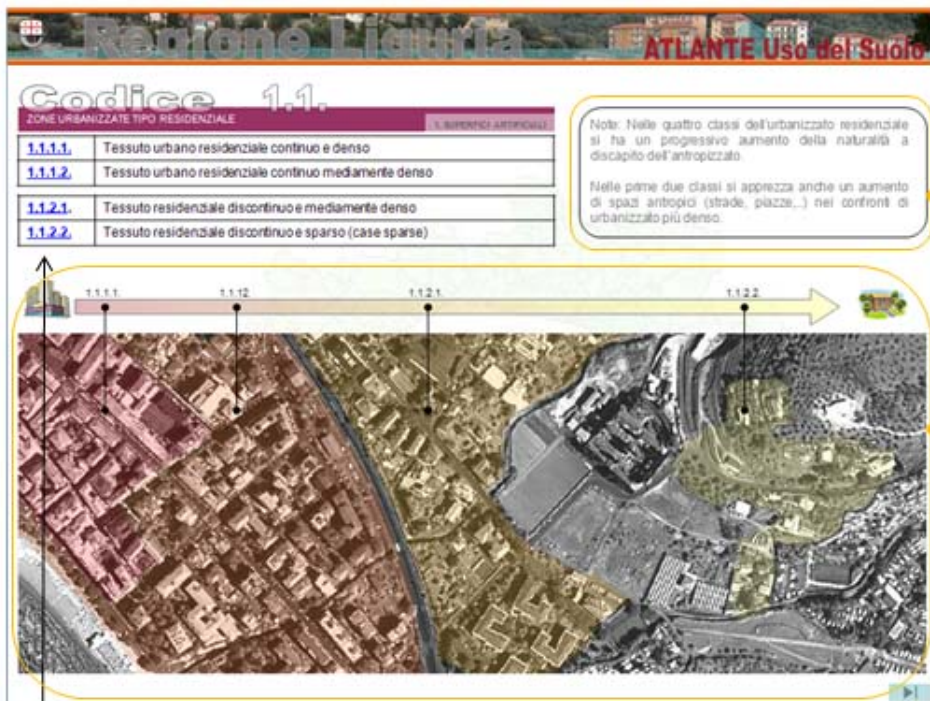 Regione Liguria
ATLANTE Uso del Suolo
Codice 1.1.
ZONE URBANIZZATE TIPO RESIDENZIALE
1. SUPERFICI ARTIFICIALI
1.1.1.1. Tessuto urbano residenziale continuo e denso
1.1.1.2. Tessuto urbano residenziale continuo mediamente denso
1.1.2.1. Tessuto residenziale discontinuo e mediamente denso
1.1.2.2. Tessuto residenziale discontinuo e sparso (case sparse)
Note: Nelle quattro classi dell'urbanizzato residenziale
si ha un progressivo aumento della naturalità a
discapito dell'antropizzato.
Nelle prime due classi si apprezza anche un aumento
di spazi antropici (strade, piazze,..) nei confronti di
urbanizzato più denso.
1.1.1.1. 1.1.12. 1.1.2.1. 1.1.2.2.